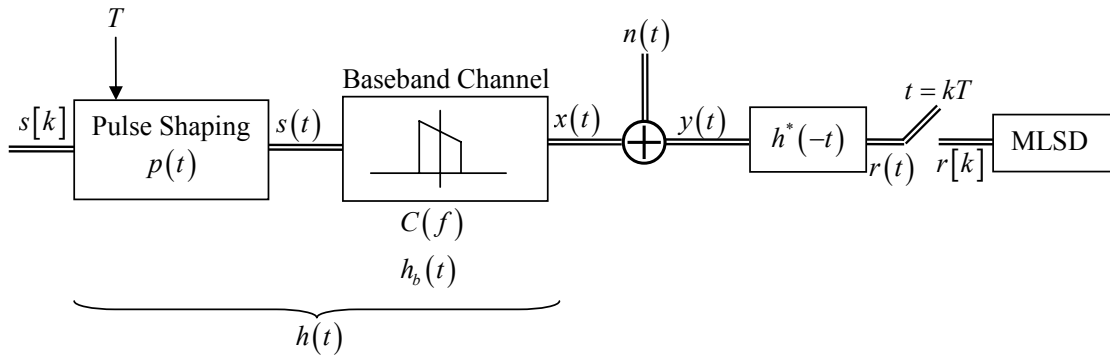 T
n(t)
Baseband Channel
t = kT
s[k]
Pulse Shaping
p(t)
s(t)
x(t)
y(t)
h*(−t)
r(t)
r[k]
MLSD
C(f)
h_b(t)
h(t)